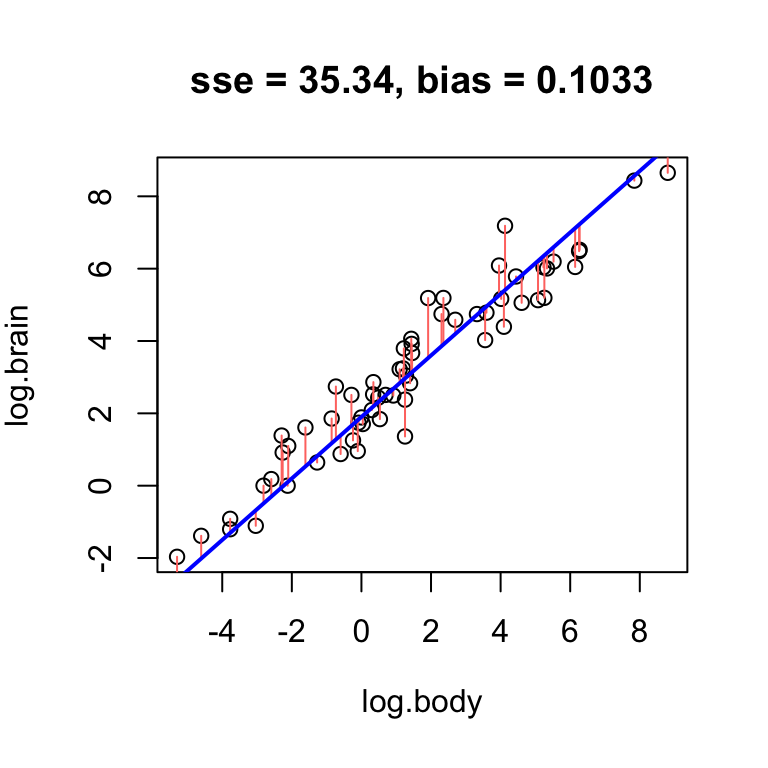 sse = 35.34, bias = 0.1033
8
6
4
2
0
-2
log.brain
-4 -2 0 2 4 6 8
log.body